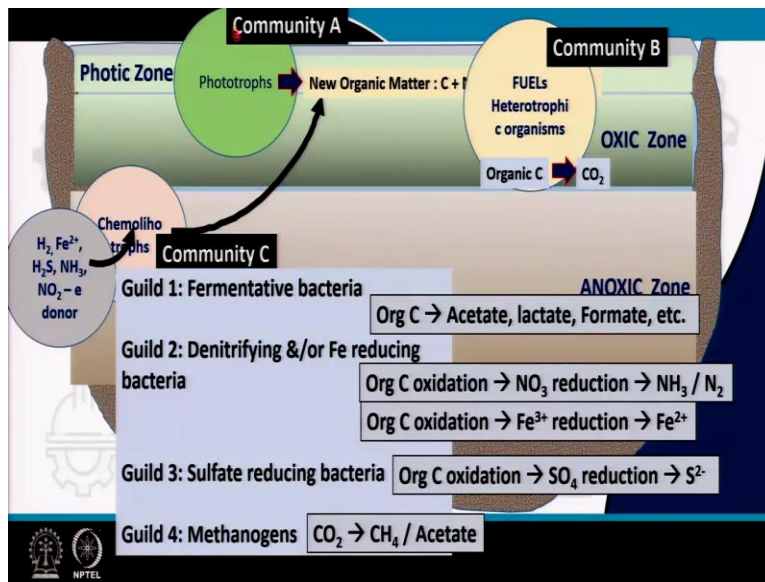 Community A
Community B
Photic Zone
Phototrophs
New Organic Matter : C +
FUELs
Heterotrophi
c organisms
OXIC Zone
Organic C
CO₂
Chemoliho
trophs
H₂, Fe²⁺,
H₂S, NH₃,
NO₂ – e
donor
Community C
ANOXIC Zone
Guild 1: Fermentative bacteria
Org C → Acetate, lactate, Formate, etc.
Guild 2: Denitrifying &/or Fe reducing
bacteria
Org C oxidation → NO₃ reduction → NH₃ / N₂
Org C oxidation → Fe³⁺ reduction → Fe²⁺
Guild 3: Sulfate reducing bacteria
Org C oxidation → SO₄ reduction → S²⁻
Guild 4: Methanogens
CO₂ → CH₄ / Acetate
NPTEL